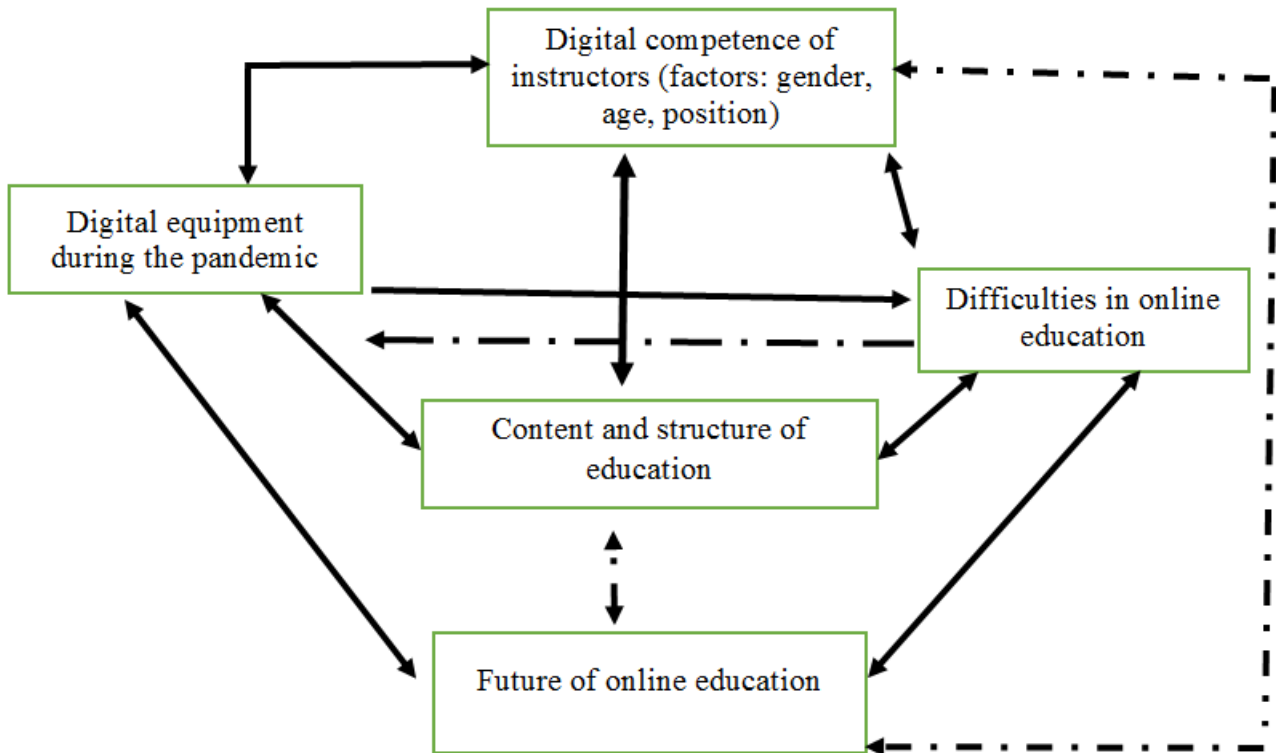 Digital competence of
instructors (factors: gender,
age, position)
Digital equipment
during the pandemic
Difficulties in online
education
Content and structure of
education
Future of online education